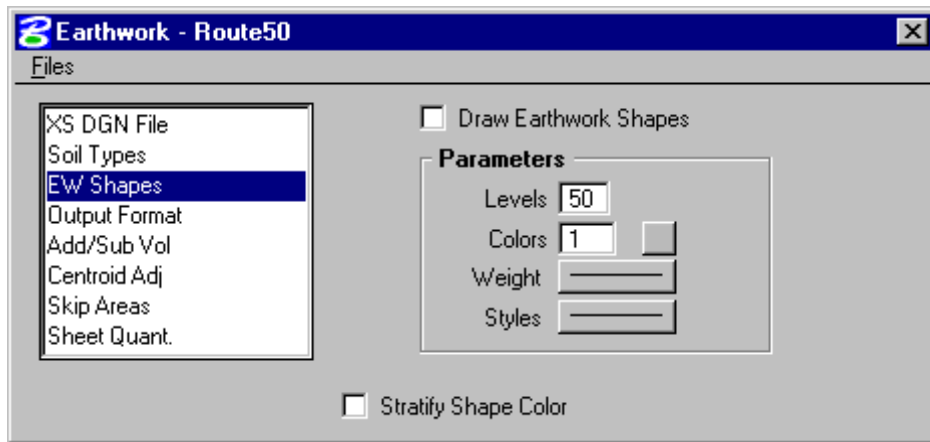 Earthwork - Route50
Files
XS DGN File
Soil Types
EW Shapes
Output Format
Add/Sub Vol
Centroid Adj
Skip Areas
Sheet Quant.
Draw Earthwork Shapes
Parameters
Levels 50
Colors 1
Weight
Styles
Stratify Shape Color